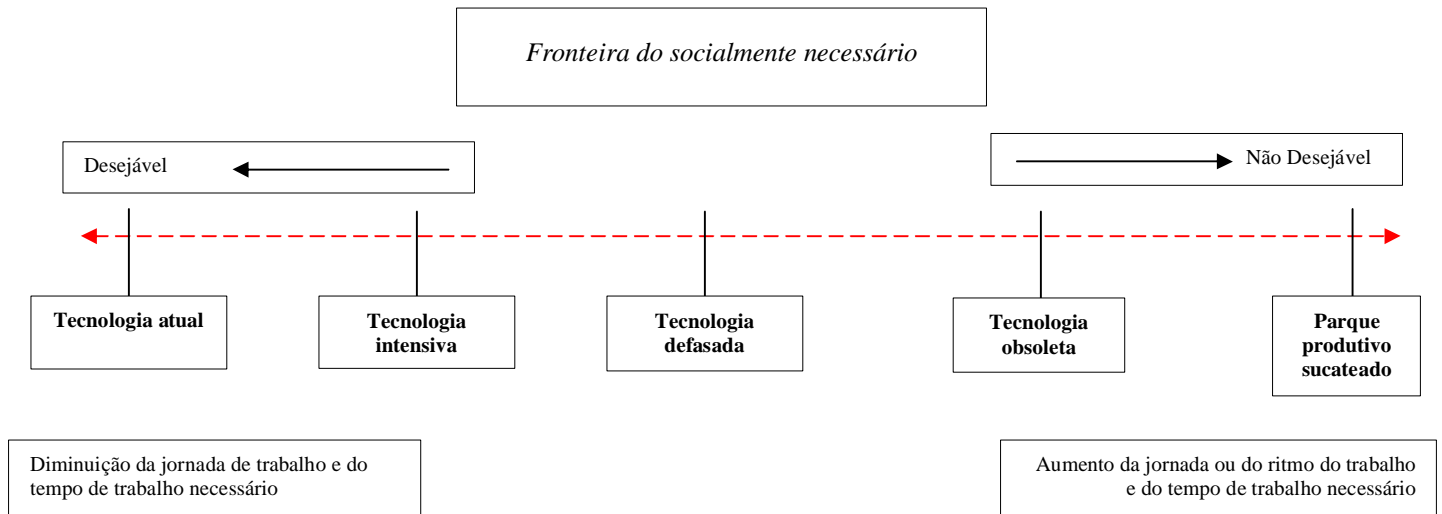 Fronteira do socialmente necessário
Desejável
Não Desejável
Tecnologia atual
Tecnologia
intensiva
Tecnologia
defasada
Tecnologia
obsoleta
Parque
produtivo
sucateado
Diminuição da jornada de trabalho e do
tempo de trabalho necessário
Aumento da jornada ou do ritmo do trabalho
e do tempo de trabalho necessário